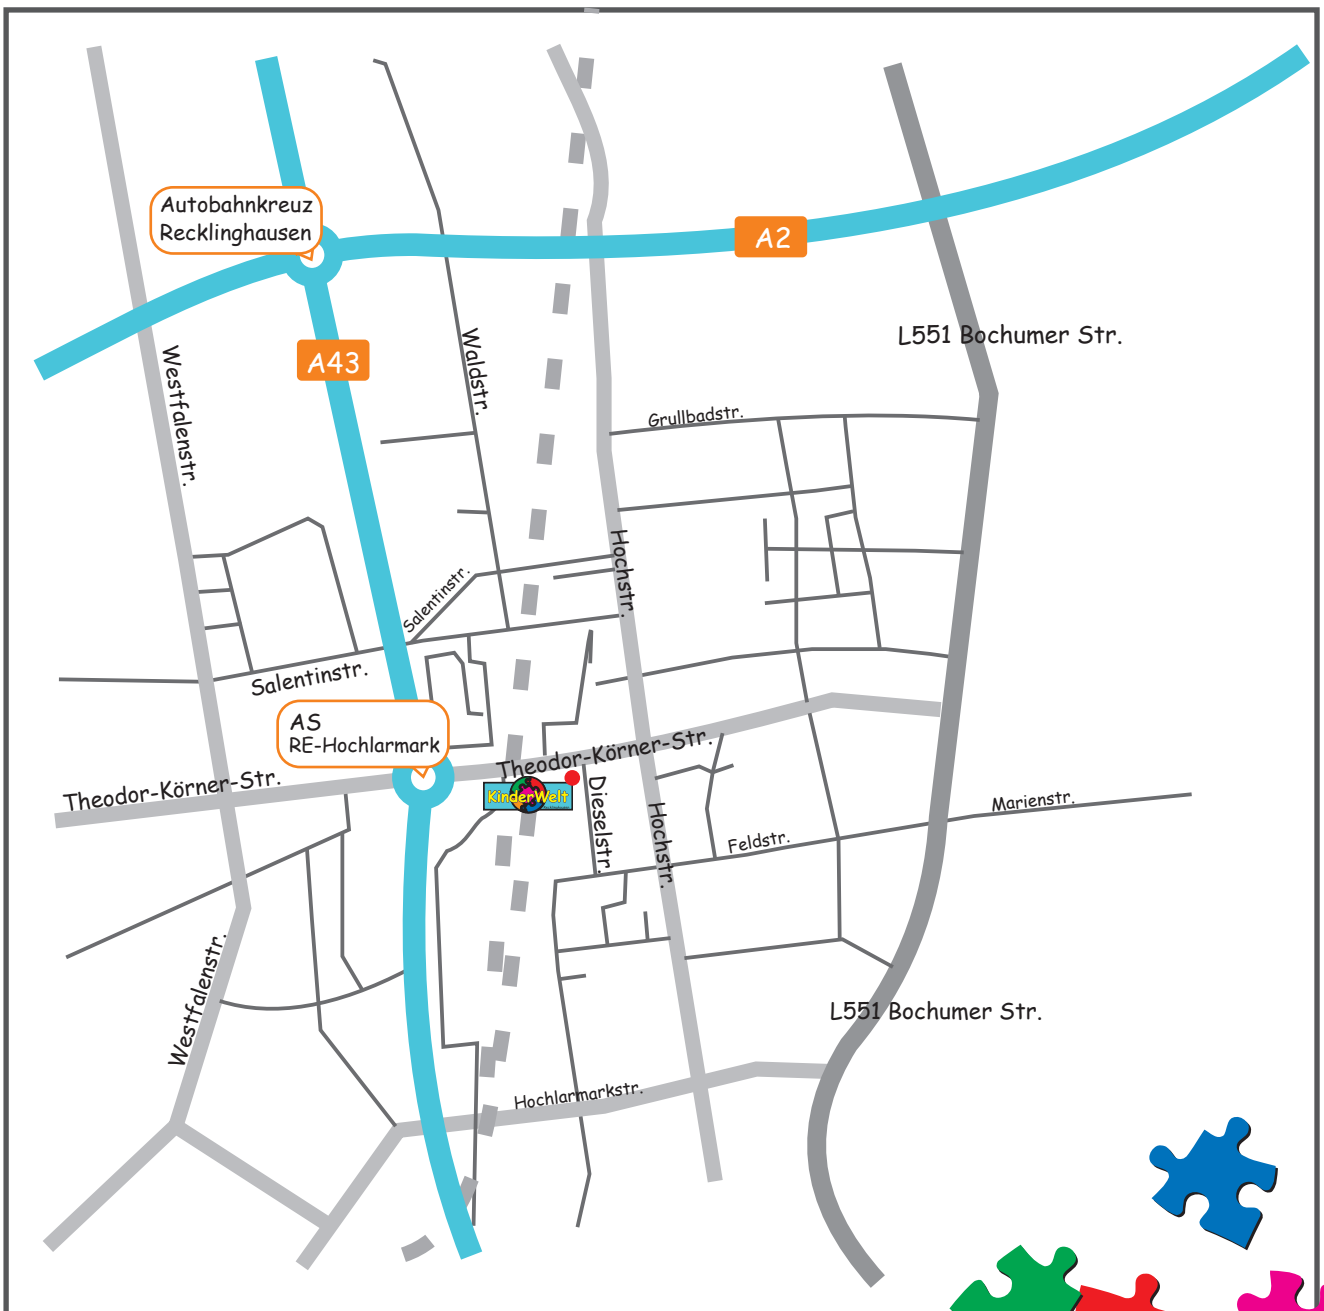 Autobahnkreuz
Recklinghausen
A2
A43
L551 Bochumer Str.
Westfalenstr.
Waldstr.
Grullbadstr.
Hochstr.
Salentinstr.
Salentinstr.
AS
RE-Hochlarmark
Theodor-Körner-Str.
Theodor-Körner-Str.
KinderWelt
Dieselstr.
Hochstr.
Feldstr.
Marienstr.
Westfalenstr.
L551 Bochumer Str.
Hochlarmarkstr.